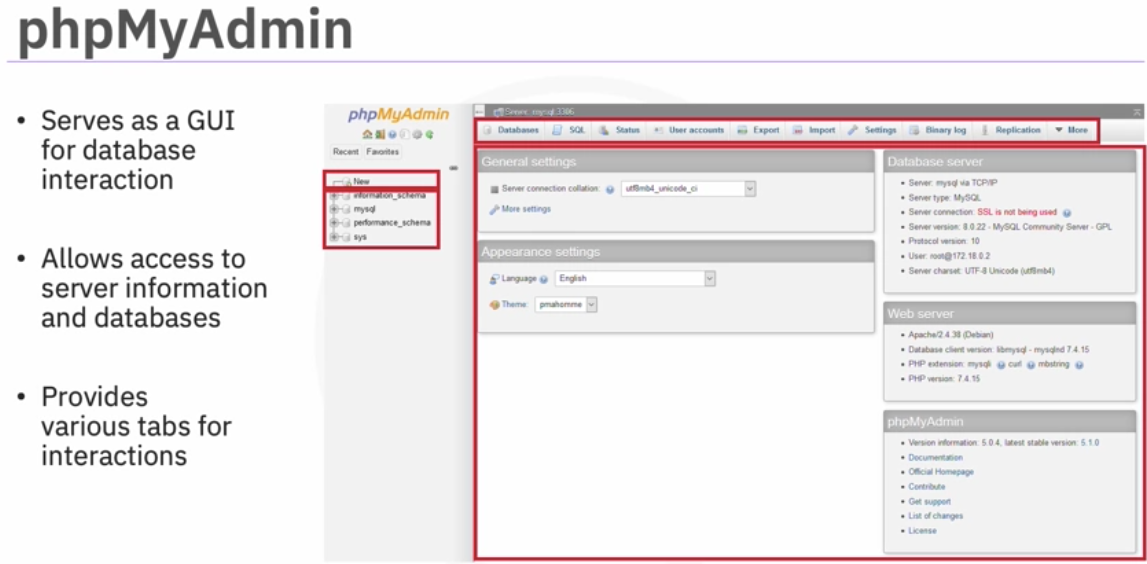 phpMyAdmin
• Serves as a GUI
for database
interaction
• Allows access to
server information
and databases
• Provides
various tabs for
interactions
phpMyAdmin
Recent Favorites
New
information_schema
mysql
performance_schema
sys
Server: mysql:3306
Databases SQL Status User accounts Export Import Settings Binary log Replication More
General settings
Server connection collation: utf8mb4_unicode_ci
More settings
Appearance settings
Language English
Theme: pmahomme
Database server
• Server: mysql via TCP/IP
• Server type: MySQL
• Server connection: SSL is not being used
• Server version: 8.0.22 - MySQL Community Server - GPL
• Protocol version: 10
• User: root@172.18.0.2
• Server charset: UTF-8 Unicode (utf8mb4)
Web server
• Apache/2.4.38 (Debian)
• Database client version: libmysql - mysqlnd 7.4.15
• PHP extension: mysqli curl mbstring
• PHP version: 7.4.15
phpMyAdmin
• Version information: 5.0.4, latest stable version: 5.1.0
• Documentation
• Official Homepage
• Contribute
• Get support
• List of changes
• License